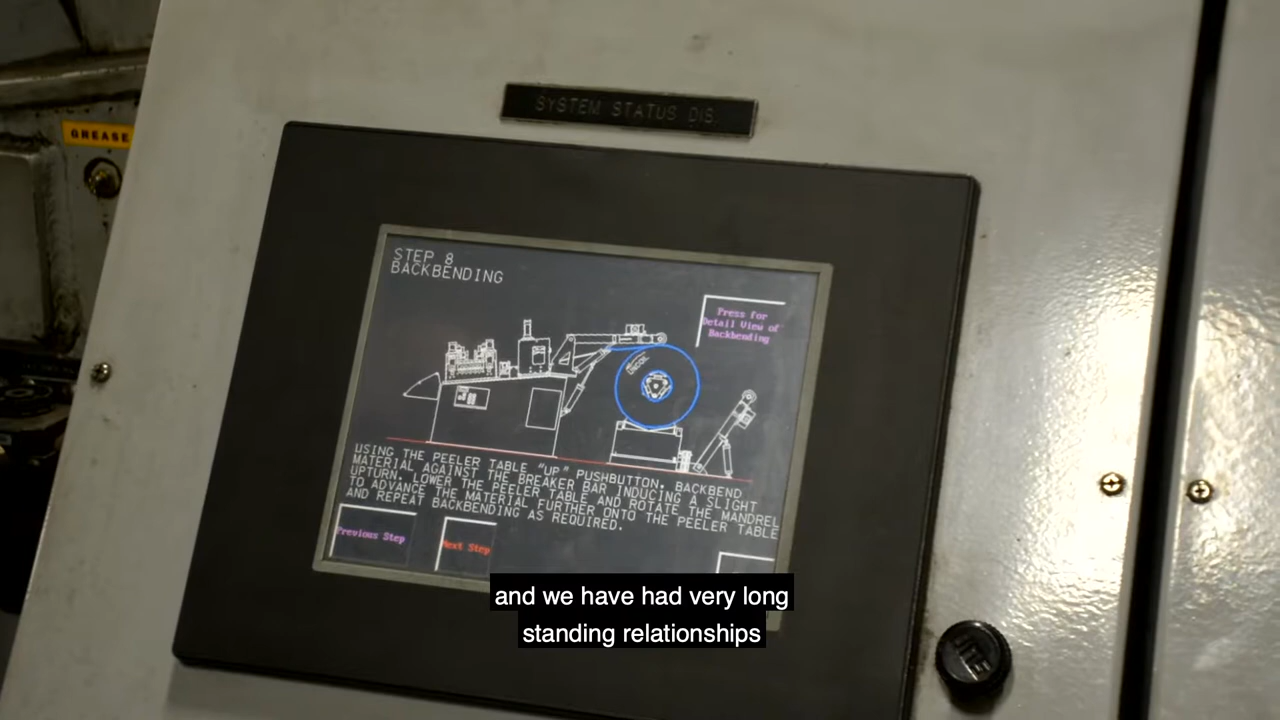 SYSTEM STATUS DIS.
GREASE
STEP 8
BACKBENDING
Press for
Detail View of
Backbending
USING THE PEELER TABLE "UP" PUSHBUTTON, BACKBEND
MATERIAL AGAINST THE BREAKER BAR INDUCING A SLIGHT
UPTURN. LOWER THE PEELER TABLE AND ROTATE THE MANDREL
TO ADVANCE THE MATERIAL FURTHER ONTO THE PEELER TABLE
AND REPEAT BACKBENDING AS REQUIRED.
Previous Step
Next Step
and we have had very long
standing relationships